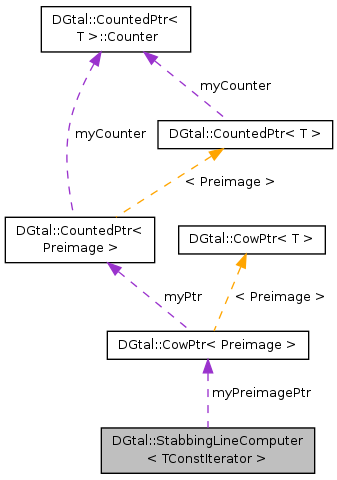 DGtal::CountedPtr<
T >::Counter
myCounter
DGtal::CountedPtr< T >
myCounter
< Preimage >
DGtal::CountedPtr<
Preimage >
DGtal::CowPtr< T >
myPtr
< Preimage >
DGtal::CowPtr< Preimage >
myPreimagePtr
DGtal::StabbingLineComputer
< TConstIterator >